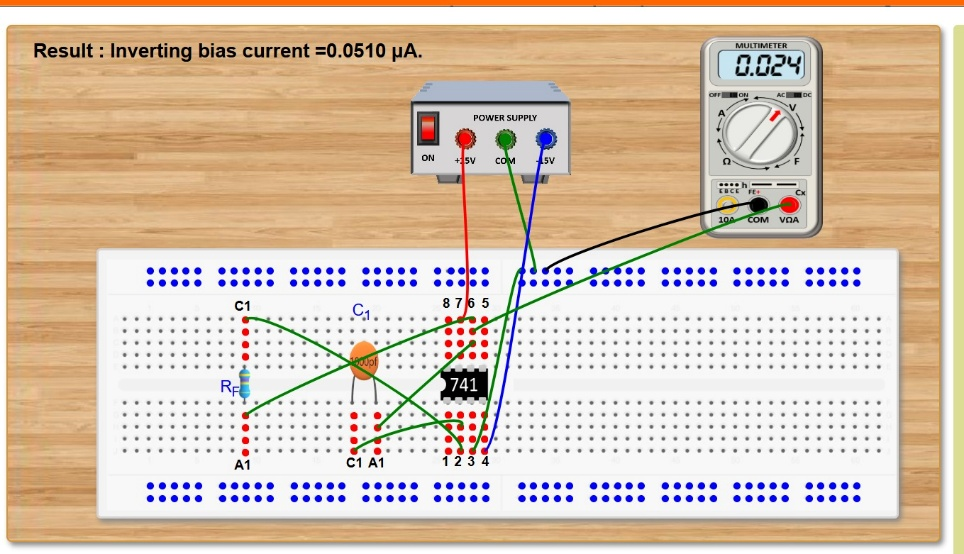 Result : Inverting bias current =0.0510 µA.
MULTIMETER
0.024
OFF ON AC DC
A V
Ω F
h
E B C E FE+ Cx
10A COM VΩA
POWER SUPPLY
ON +15V COM -15V
C1 C1 8 7 6 5
1000pf
RF 741
A1 C1 A1 1 2 3 4